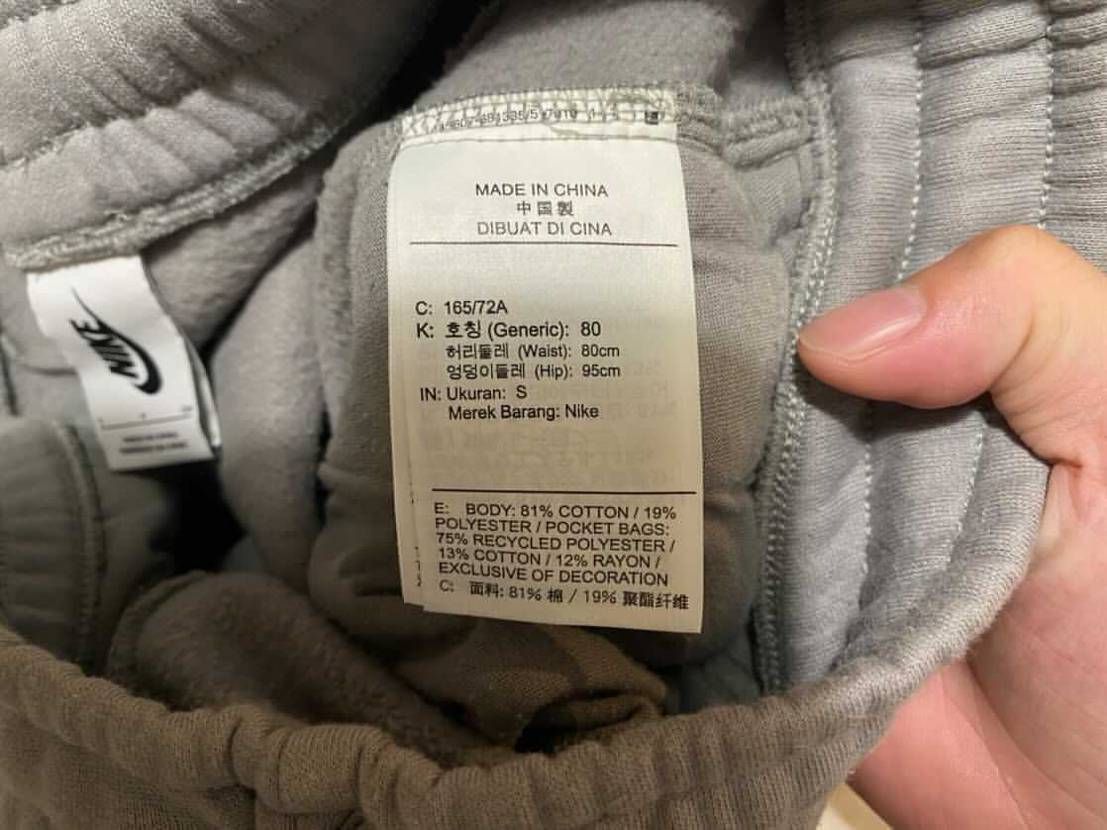 MADE IN CHINA
中国製
DIBUAT DI CINA
C: 165/72A
K: 호칭 (Generic): 80
허리둘레 (Waist): 80cm
엉덩이둘레 (Hip): 95cm
IN: Ukuran: S
Merek Barang: Nike
E: BODY: 81% COTTON / 19%
POLYESTER / POCKET BAGS:
75% RECYCLED POLYESTER /
13% COTTON / 12% RAYON /
EXCLUSIVE OF DECORATION
C: 面料: 81% 棉 / 19% 聚酯纤维
NIKE